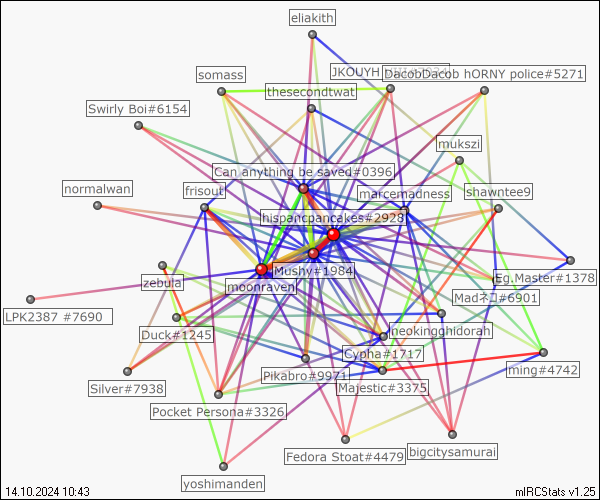 eliakith
JKOUYH
DacobDacob hORNY police#5271
somass
thesecondtwat
Swirly Boi#6154
mukszi
Can anything be saved#0396
normalwan
frisout
marcemadness
shawntee9
hispancpancakes#2928
Mushy#1984
zebula
moonraven
Eg.Master#1378
Madネコ#6901
LPK2387 #7690
Duck#1245
neokingghidorah
Cypha#1717
Pikabro#9971
ming#4742
Silver#7938
Majestic#3375
Pocket Persona#3326
Fedora Stoat#4479
bigcitysamurai
yoshimanden
14.10.2024 10:43
mIRCStats v1.25